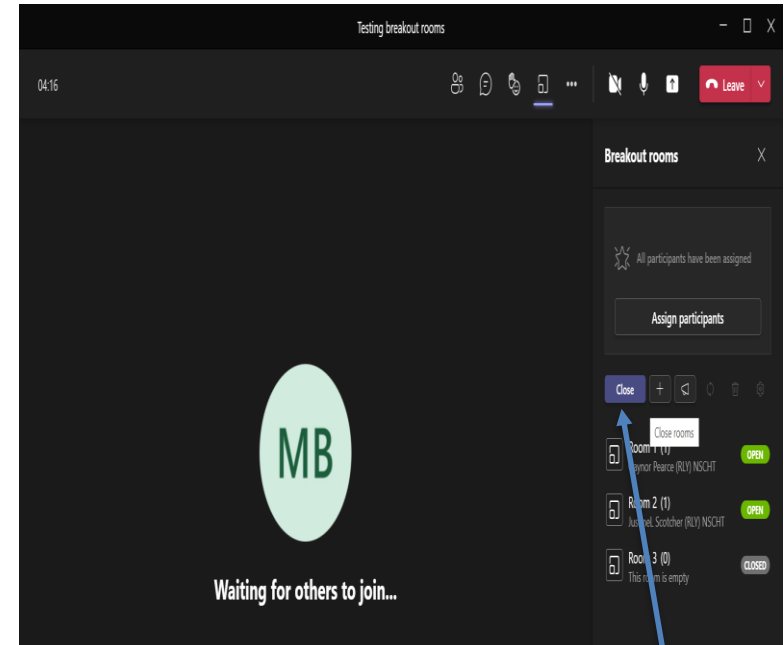 Testing breakout rooms
04:16
Leave
Breakout rooms
All participants have been assigned
Assign participants
Close
Close rooms
Room 1 (1)
Pearce (RLY) NSCHT
OPEN
Room 2 (1)
Scotcher (RLY) NSCHT
OPEN
Room 3 (0)
This room is empty
CLOSED
MB
Waiting for others to join...